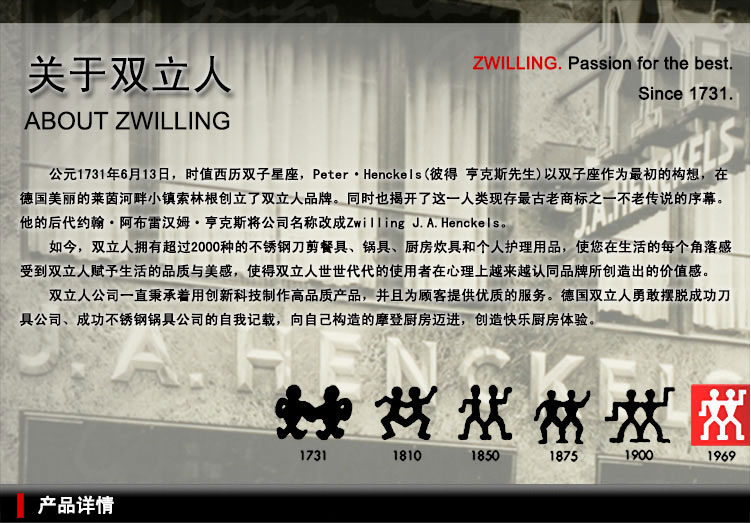 关于双立人
ABOUT ZWILLING
ZWILLING. Passion for the best.
Since 1731.
J.A.HENCKELS
公元1731年6月13日，时值西历双子星座，Peter·Henckels(彼得 亨克斯先生)以双子座作为最初的构想，在
德国美丽的莱茵河畔小镇索林根创立了双立人品牌。同时也揭开了这一人类现存最古老商标之一不老传说的序幕。
他的后代约翰·阿布雷汉姆·亨克斯将公司名称改成Zwilling J.A.Henckels。
如今，双立人拥有超过2000种的不锈钢刀剪餐具、锅具、厨房炊具和个人护理用品，使您在生活的每个角落感
受到双立人赋予生活的品质与美感，使得双立人世世代代的使用者在心理上越来越认同品牌所创造出的价值感。
双立人公司一直秉承着用创新科技制作高品质产品，并且为顾客提供优质的服务。德国双立人勇敢摆脱成功刀
具公司、成功不锈钢锅具公司的自我记载，向自己构造的摩登厨房迈进，创造快乐厨房体验。
J.A.HENCKELS
1731 1810 1850 1875 1900 1969
产品详情